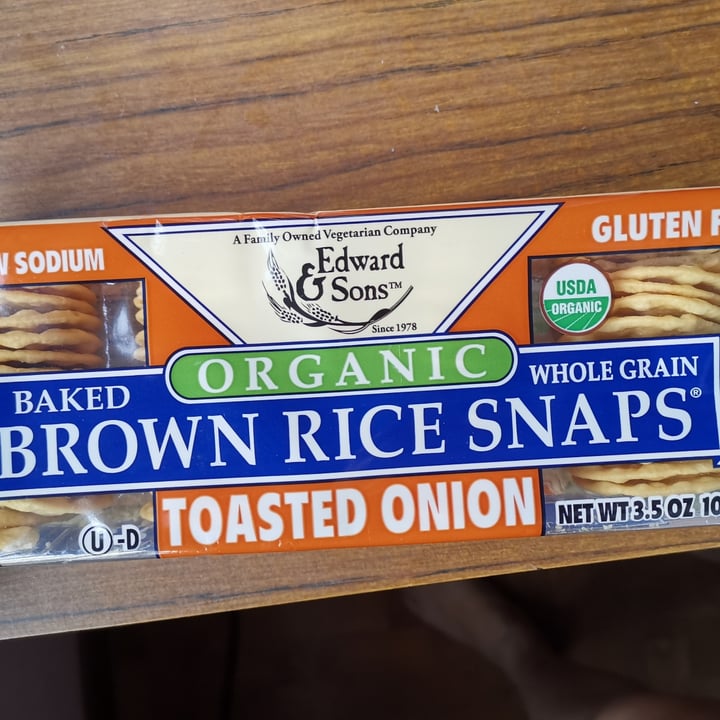 A Family Owned Vegetarian Company
Edward
& Sons™
Since 1978
SODIUM
GLUTEN
USDA
ORGANIC
ORGANIC
BAKED
WHOLE GRAIN
BROWN RICE SNAPS®
TOASTED ONION
U-D
NET WT 3.5 OZ